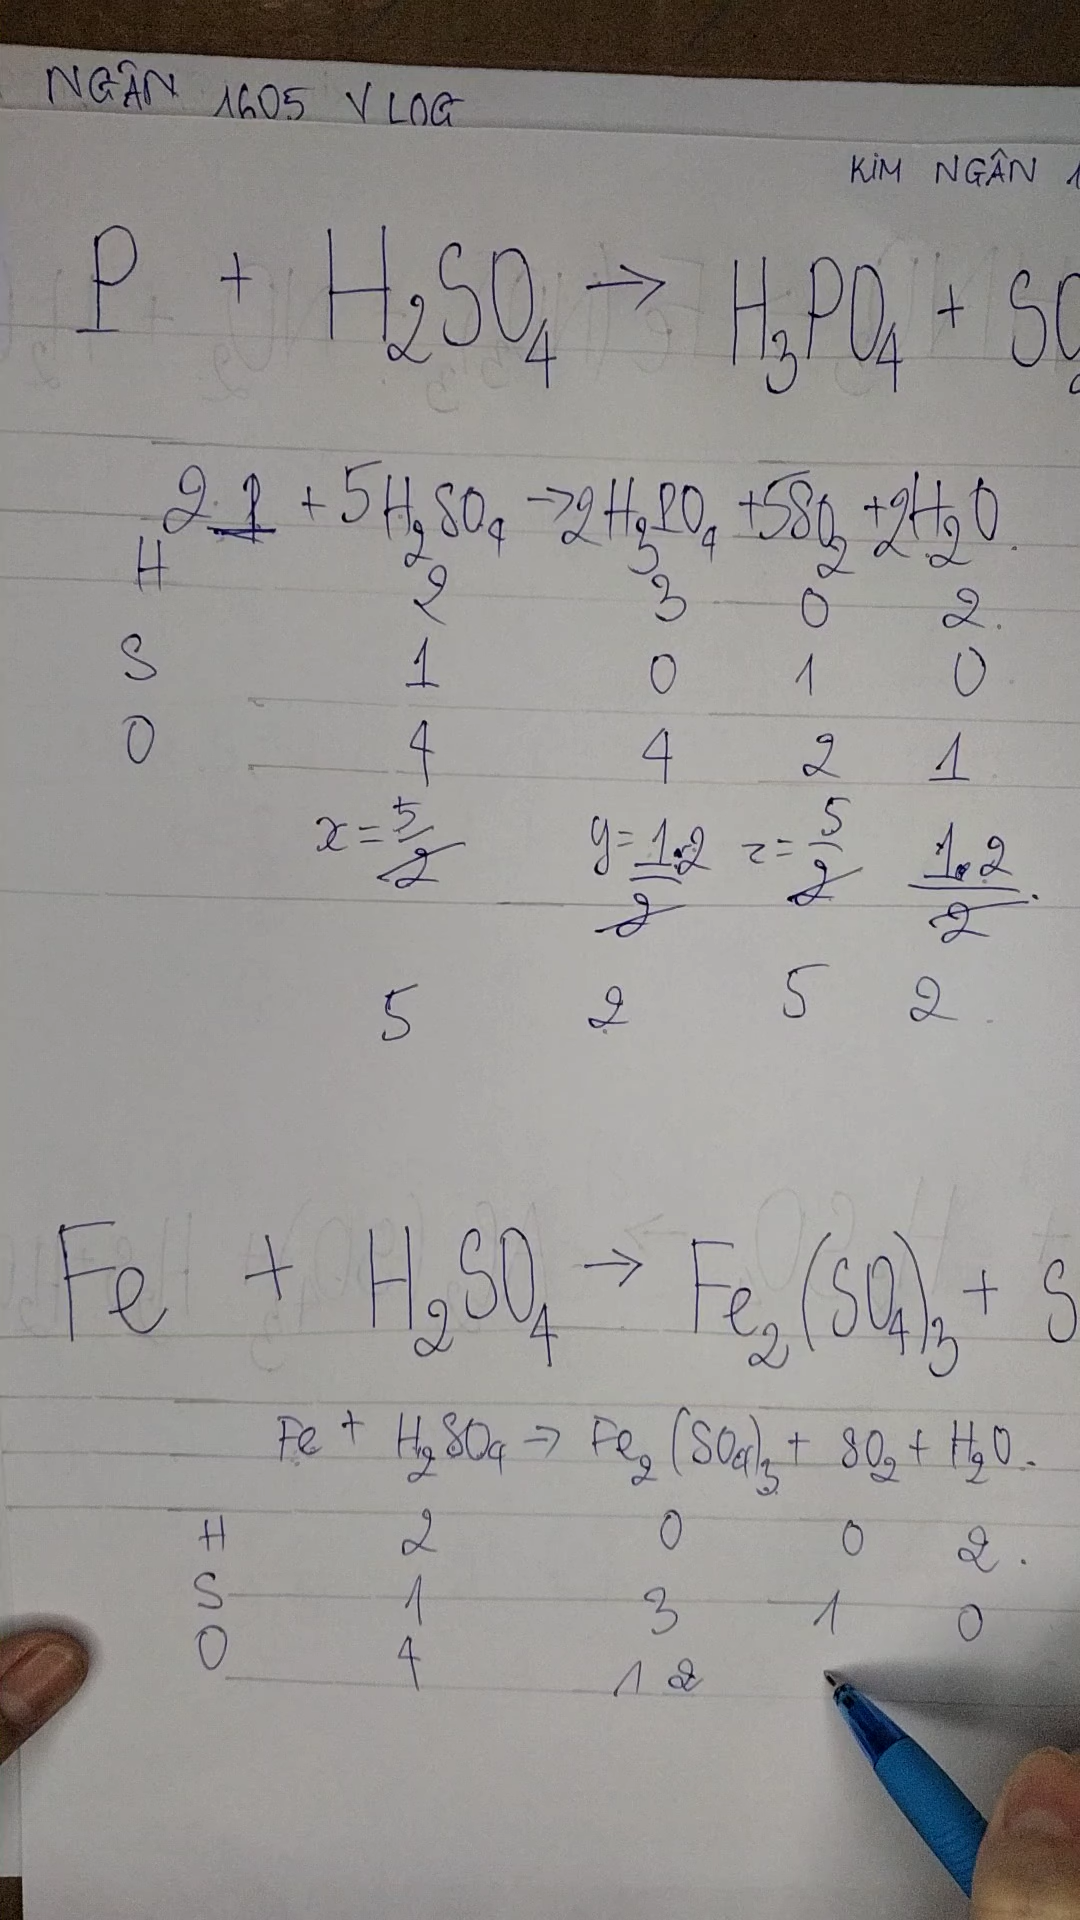 NGÂN 1605 VLOG
KIM NGÂN 1
P + H₂SO₄ → H₃PO₄ + SO₂
2P + 5H₂SO₄ → 2H₃PO₄ + 5SO₂ + 2H₂O.
H 2 3 0 2.
S 1 0 1 0
O 4 4 2 1
x = 5/2 y = 1.2/2 z = 5/2 1.2/2.
5 2 5 2.
Fe + H₂SO₄ → Fe₂(SO₄)₃ + S
Fe + H₂SO₄ → Fe₂(SO₄)₃ + SO₂ + H₂O.
H 2 0 0 2.
S 1 3 1 0
O 4 12